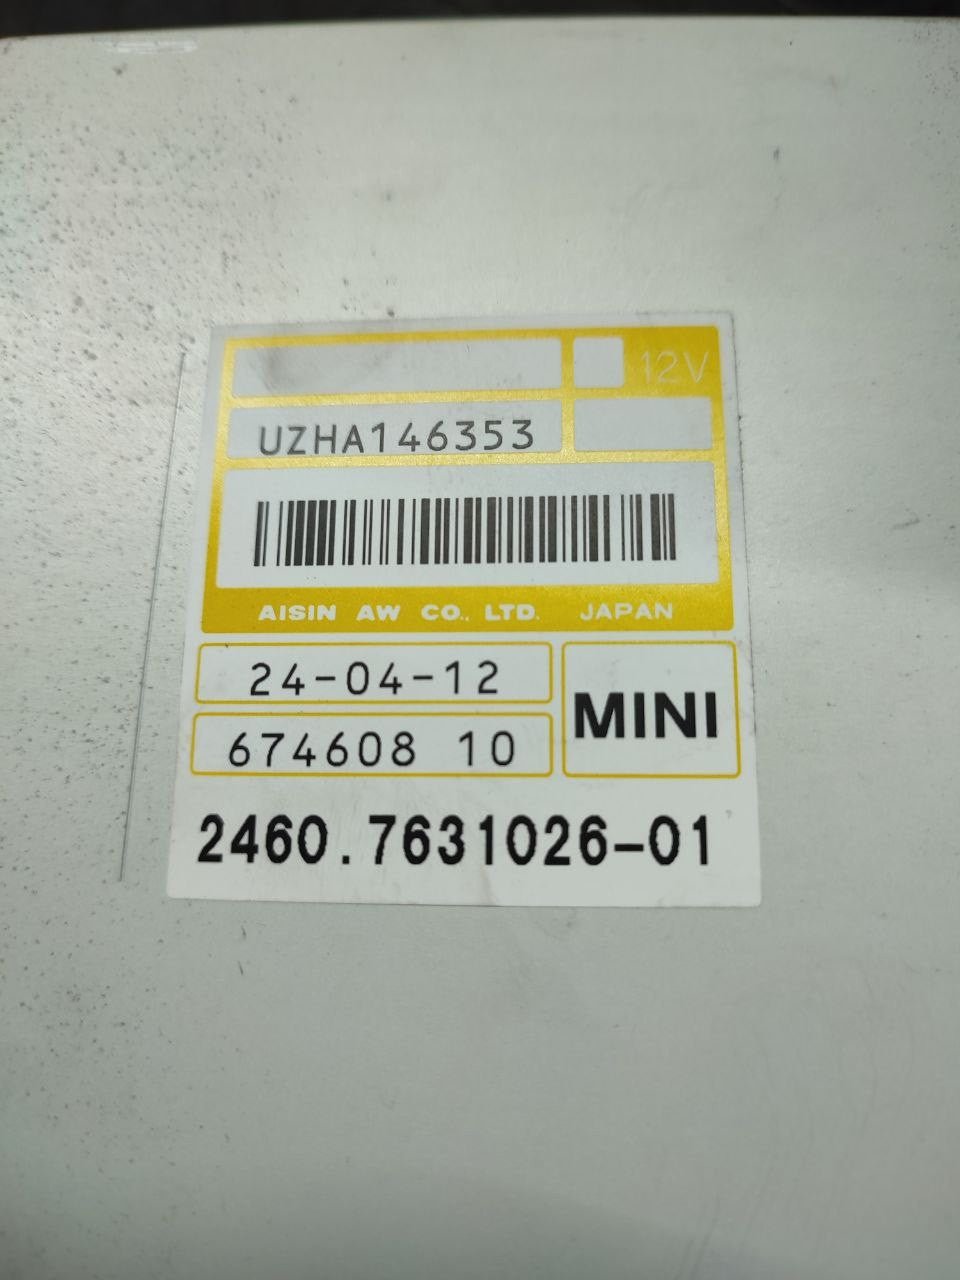 12V
UZHA146353
AISIN AW CO., LTD. JAPAN
24-04-12
MINI
674608 10
2460.7631026-01